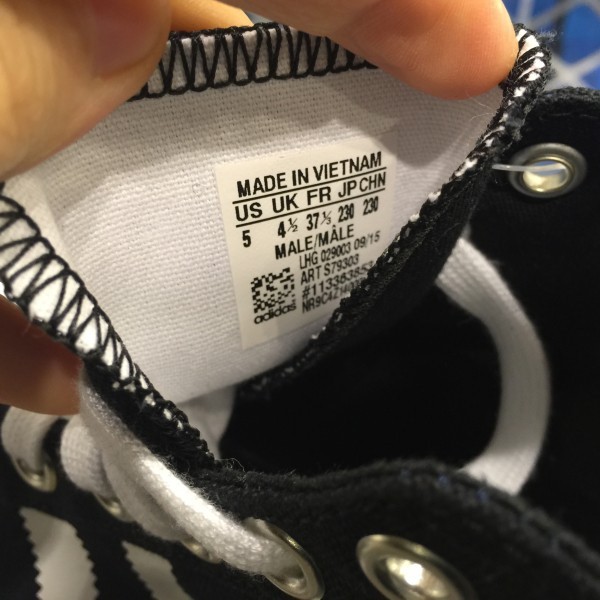 MADE IN VIETNAM
US UK FR JP CHN
5 4½ 37⅓ 230 230
MALE/MÂLE
LHG 029003 09/15
ART S79303
adidas